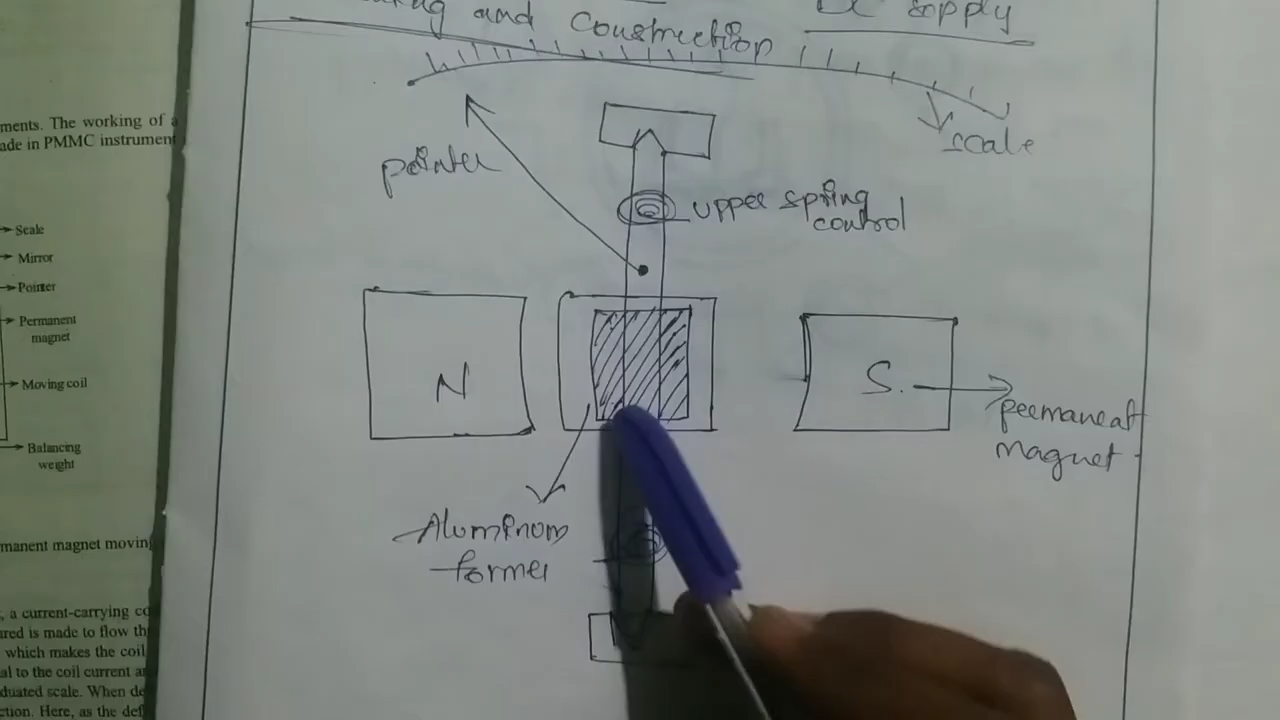 and Construction
DC Supply
scale
pointer
upper spring
control
N
S.
permanent
magnet
Aluminum
former
ments. The working of a
ade in PMMC instrument
Scale
Mirror
Pointer
Permanent
magnet
Moving coil
Balancing
weight
manent magnet moving
, a current-carrying co
ured is made to flow th
which makes the coil
al to the coil current a
duated scale. When de
ction. Here, as the def